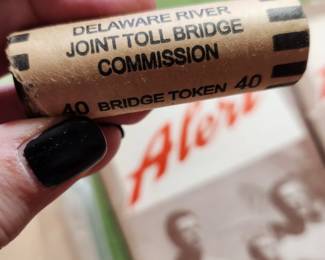 DELAWARE RIVER
JOINT TOLL BRIDGE
COMMISSION
40 BRIDGE TOKEN 40
Alert